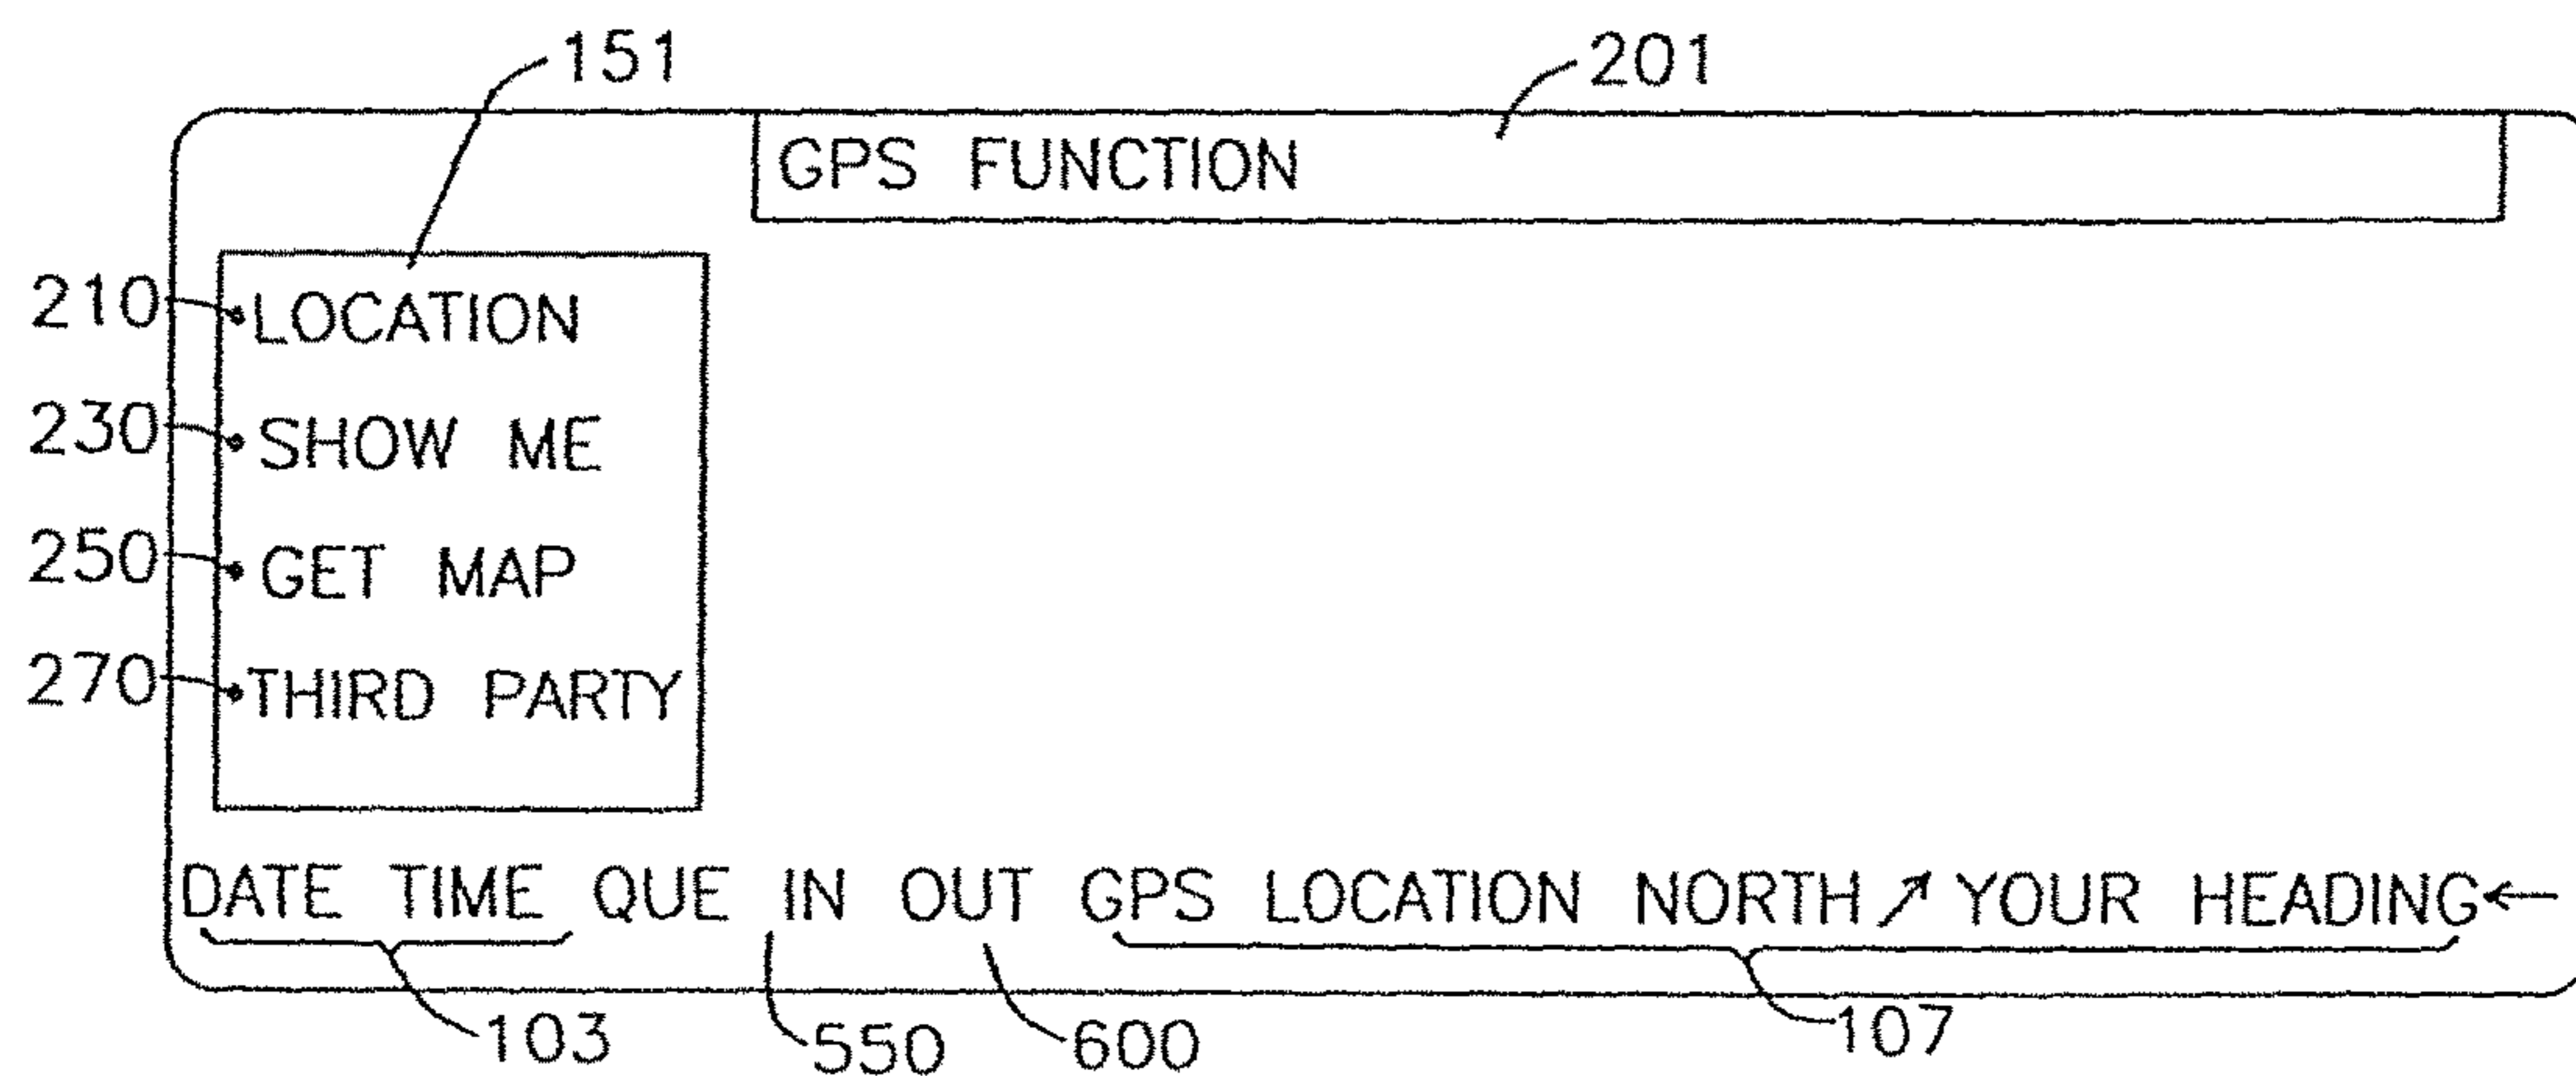 151 201
GPS FUNCTION
210 LOCATION
230 SHOW ME
250 GET MAP
270 THIRD PARTY
DATE TIME QUE IN OUT GPS LOCATION NORTH ↗ YOUR HEADING ←
103 550 600 107